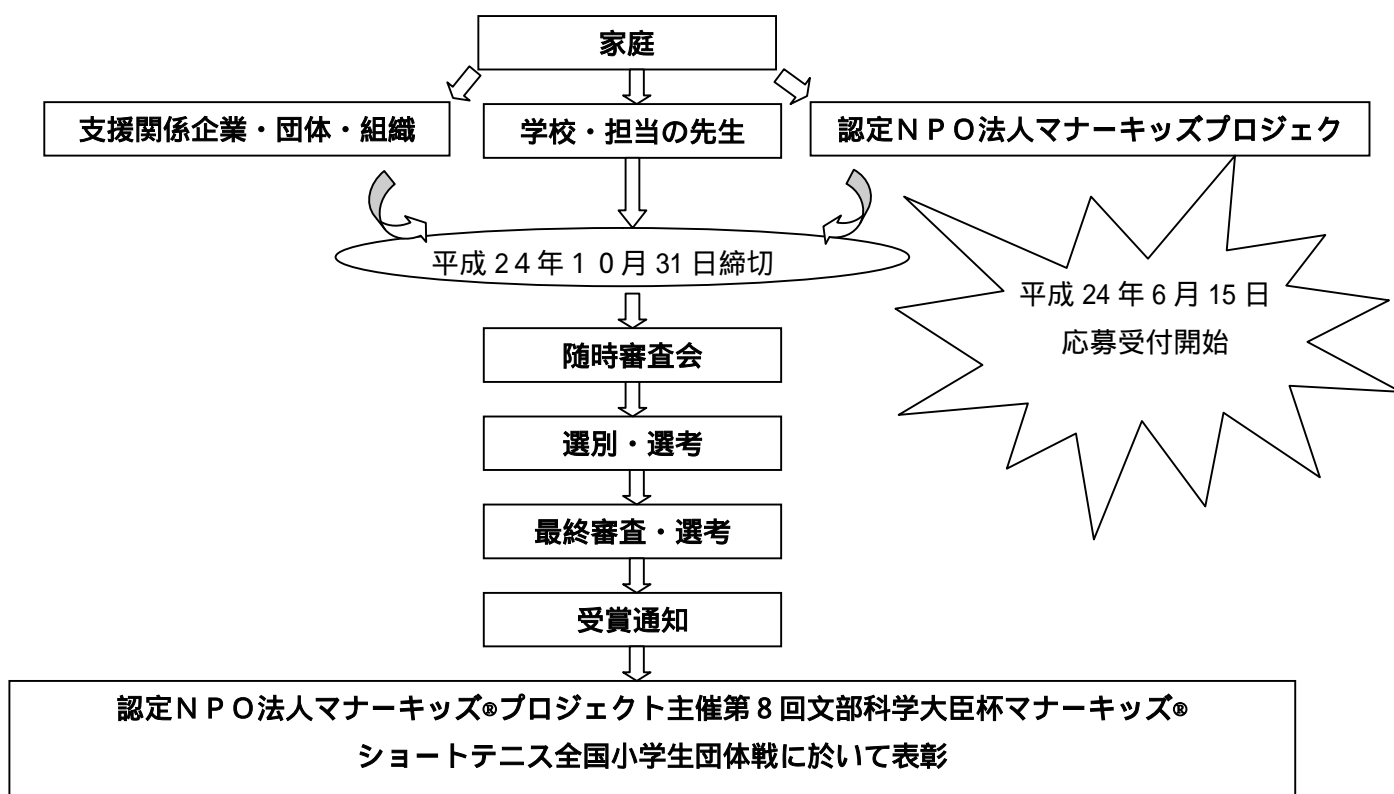 家庭
支援関係企業・団体・組織
学校・担当の先生
認定ＮＰＯ法人マナーキッズプロジェク
平成２4年１０月31日締切
平成24年6月15日
応募受付開始
随時審査会
選別・選考
最終審査・選考
受賞通知
認定ＮＰＯ法人マナーキッズ®プロジェクト主催第８回文部科学大臣杯マナーキッズ®
ショートテニス全国小学生団体戦に於いて表彰